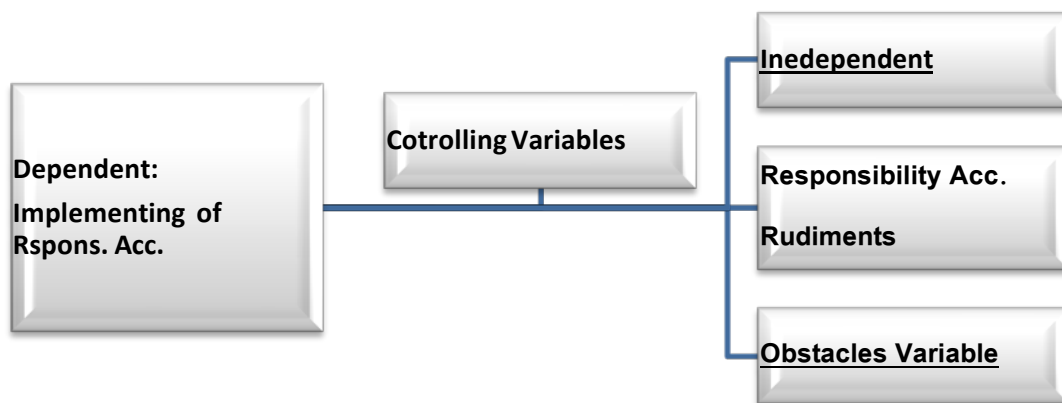 Dependent:
Implementing of
Rspons. Acc.
Cotrolling Variables
Inedependent
Responsibility Acc.
Rudiments
Obstacles Variable